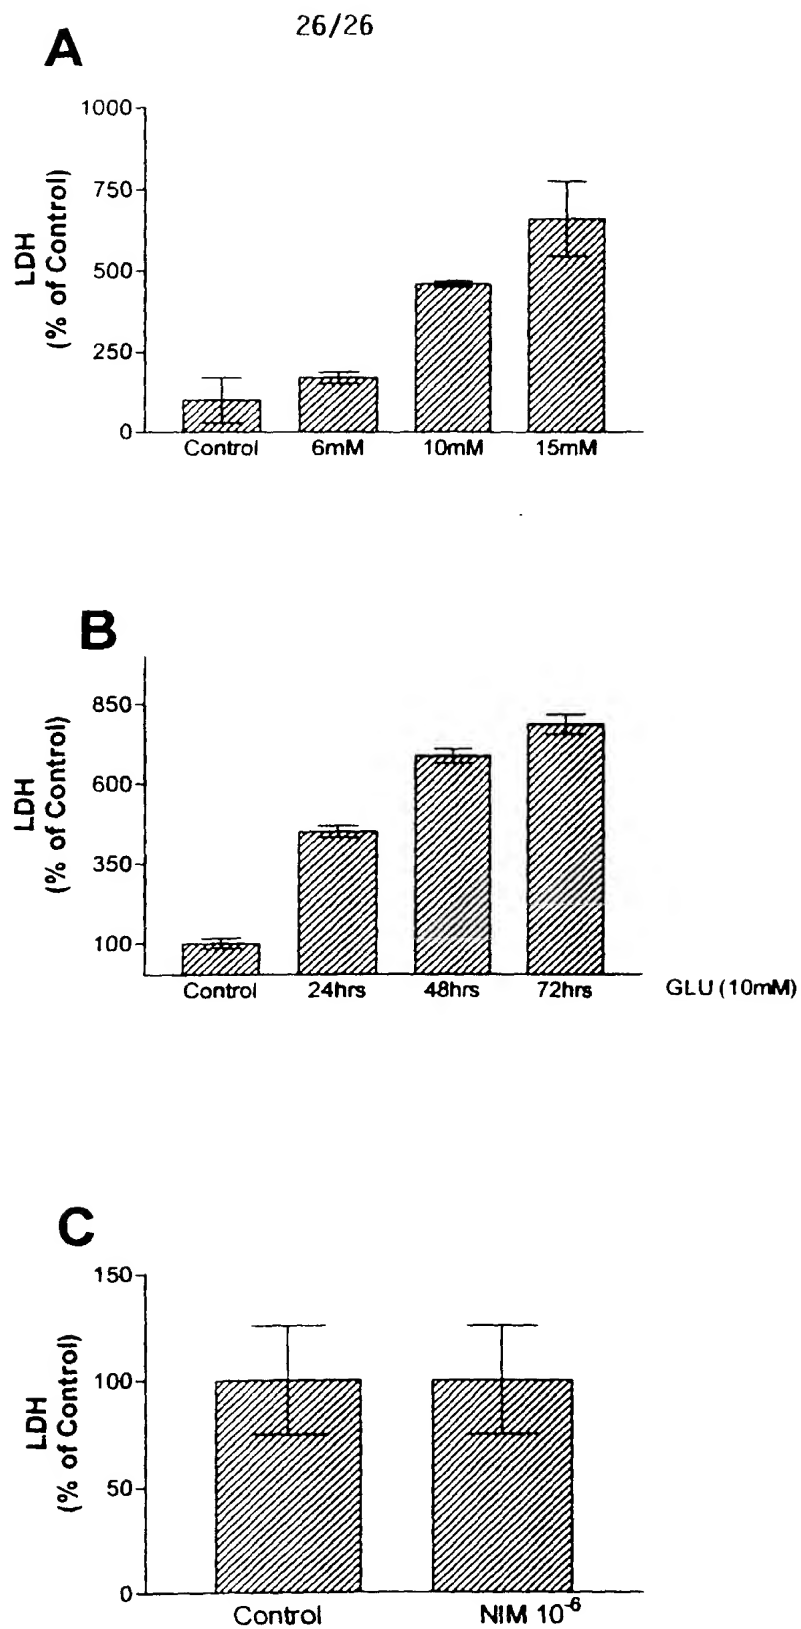 26/26
A
LDH
(% of Control)
1000
750
500
250
0
Control 6mM 10mM 15mM
B
LDH
(% of Control)
850
600
350
100
Control 24hrs 48hrs 72hrs GLU (10mM)
C
LDH
(% of Control)
150
100
50
0
Control NIM 10⁻⁶